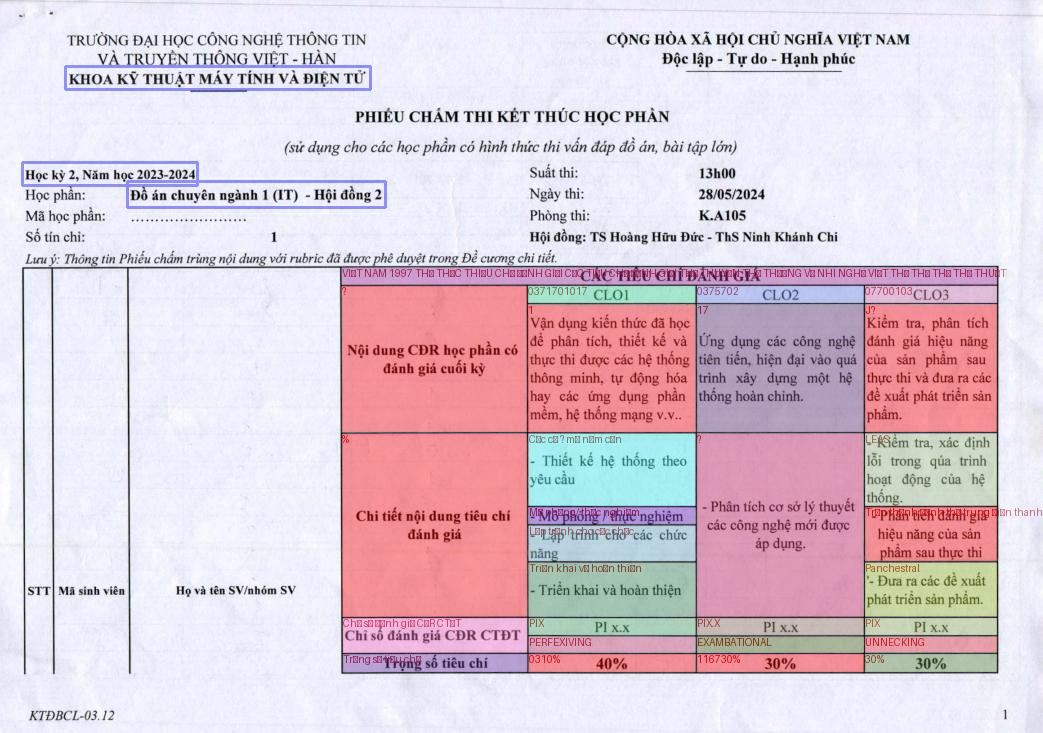 TRƯỜNG ĐẠI HỌC CÔNG NGHỆ THÔNG TIN
VÀ TRUYỀN THÔNG VIỆT - HÀN
KHOA KỸ THUẬT MÁY TÍNH VÀ ĐIỆN TỬ
CỘNG HÒA XÃ HỘI CHỦ NGHĨA VIỆT NAM
Độc lập - Tự do - Hạnh phúc
PHIẾU CHẤM THI KẾT THÚC HỌC PHẦN
(sử dụng cho các học phần có hình thức thi vấn đáp đồ án, bài tập lớn)
Học kỳ 2, Năm học 2023-2024
Học phần: Đồ án chuyên ngành 1 (IT) - Hội đồng 2
Mã học phần: ........................
Số tín chỉ: 1
Suất thi: 13h00
Ngày thi: 28/05/2024
Phòng thi: K.A105
Hội đồng: TS Hoàng Hữu Đức - ThS Ninh Khánh Chi
Lưu ý: Thông tin Phiếu chấm trùng nội dung với rubric đã được phê duyệt trong Đề cương chi tiết.
CÁC TIÊU CHÍ ĐÁNH GIÁ
?
0371701017
CLO1
0375702
CLO2
07700103
CLO3
Nội dung CĐR học phần có
đánh giá cuối kỳ
1
Vận dụng kiến thức đã học
để phân tích, thiết kế và
thực thi được các hệ thống
thông minh, tự động hóa
hay các ứng dụng phần
mềm, hệ thống mạng v.v..
17
Ứng dụng các công nghệ
tiên tiến, hiện đại vào quá
trình xây dựng một hệ
thống hoàn chỉnh.
J?
Kiểm tra, phân tích
đánh giá hiệu năng
của sản phẩm sau
thực thi và đưa ra các
đề xuất phát triển sản
phẩm.
%
Chi tiết nội dung tiêu chí
đánh giá
- Thiết kế hệ thống theo
yêu cầu
- Mô phỏng / thực nghiệm
- Lập trình cho các chức
năng
- Triển khai và hoàn thiện
?
- Phân tích cơ sở lý thuyết
các công nghệ mới được
áp dụng.
- Kiểm tra, xác định
lỗi trong qúa trình
hoạt động của hệ
thống.
- Phân tích đánh giá
hiệu năng của sản
phẩm sau thực thi
Panchestral
'- Đưa ra các đề xuất
phát triển sản phẩm.
STT
Mã sinh viên
Họ và tên SV/nhóm SV
Chỉ số đánh giá CĐR CTĐT
PIX
PI x.x
PIX.X
PI x.x
PIX
PI x.x
PERFEXIVING
EXAMBATIONAL
UNNECKING
Trọng số tiêu chí
0310%
40%
116730%
30%
30%
30%
KTĐBCL-03.12
1